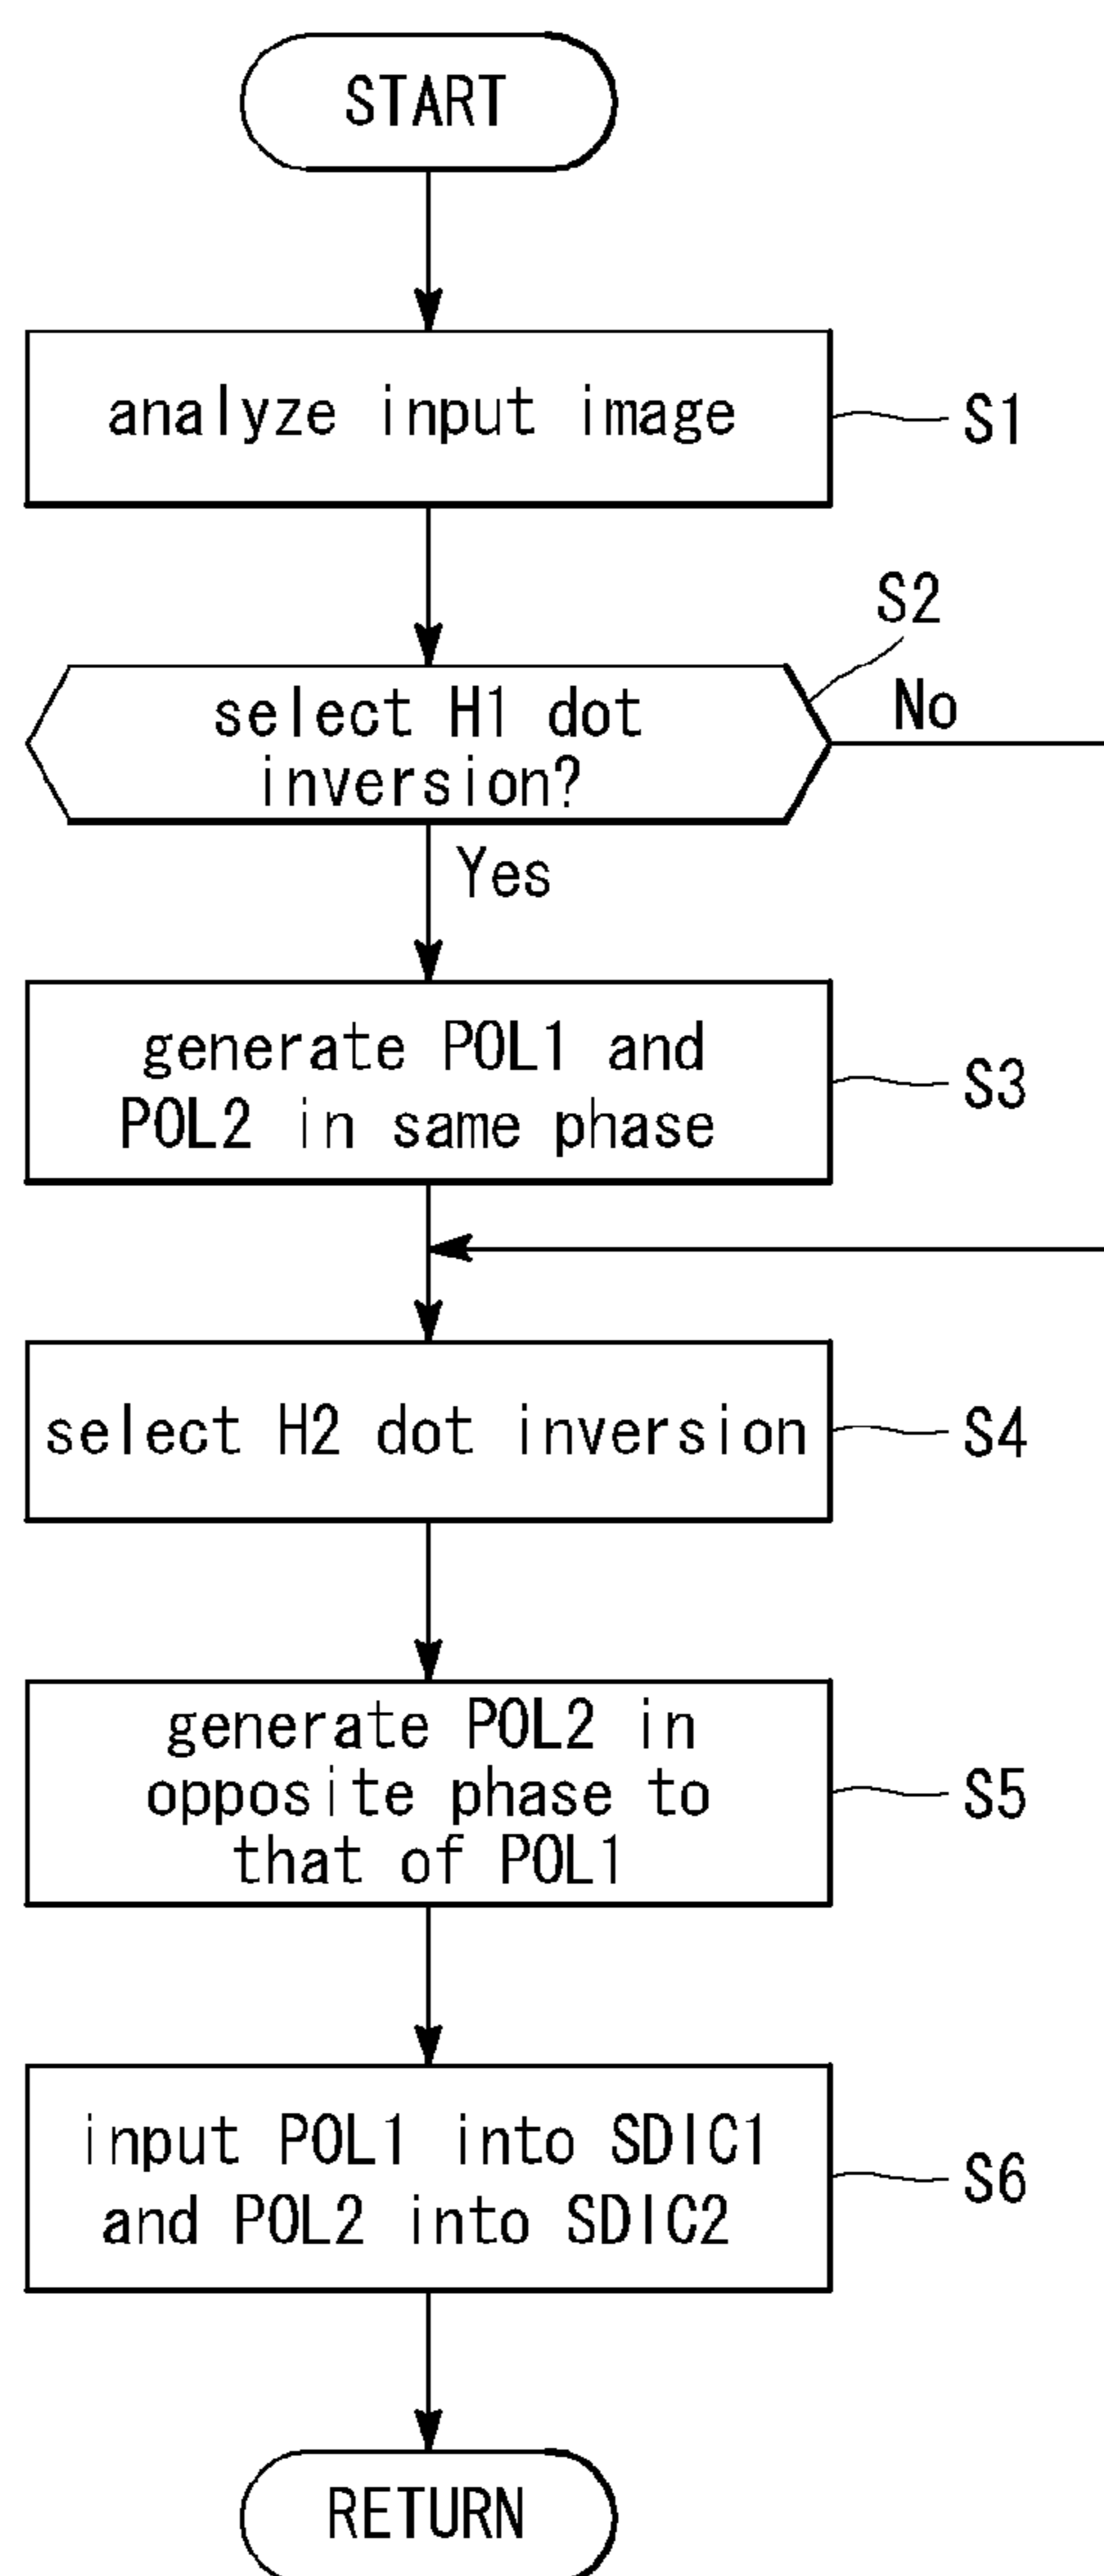 START
analyze input image
S1
S2
select H1 dot
inversion?
No
Yes
generate POL1 and
POL2 in same phase
S3
select H2 dot inversion
S4
generate POL2 in
opposite phase to
that of POL1
S5
input POL1 into SDIC1
and POL2 into SDIC2
S6
RETURN